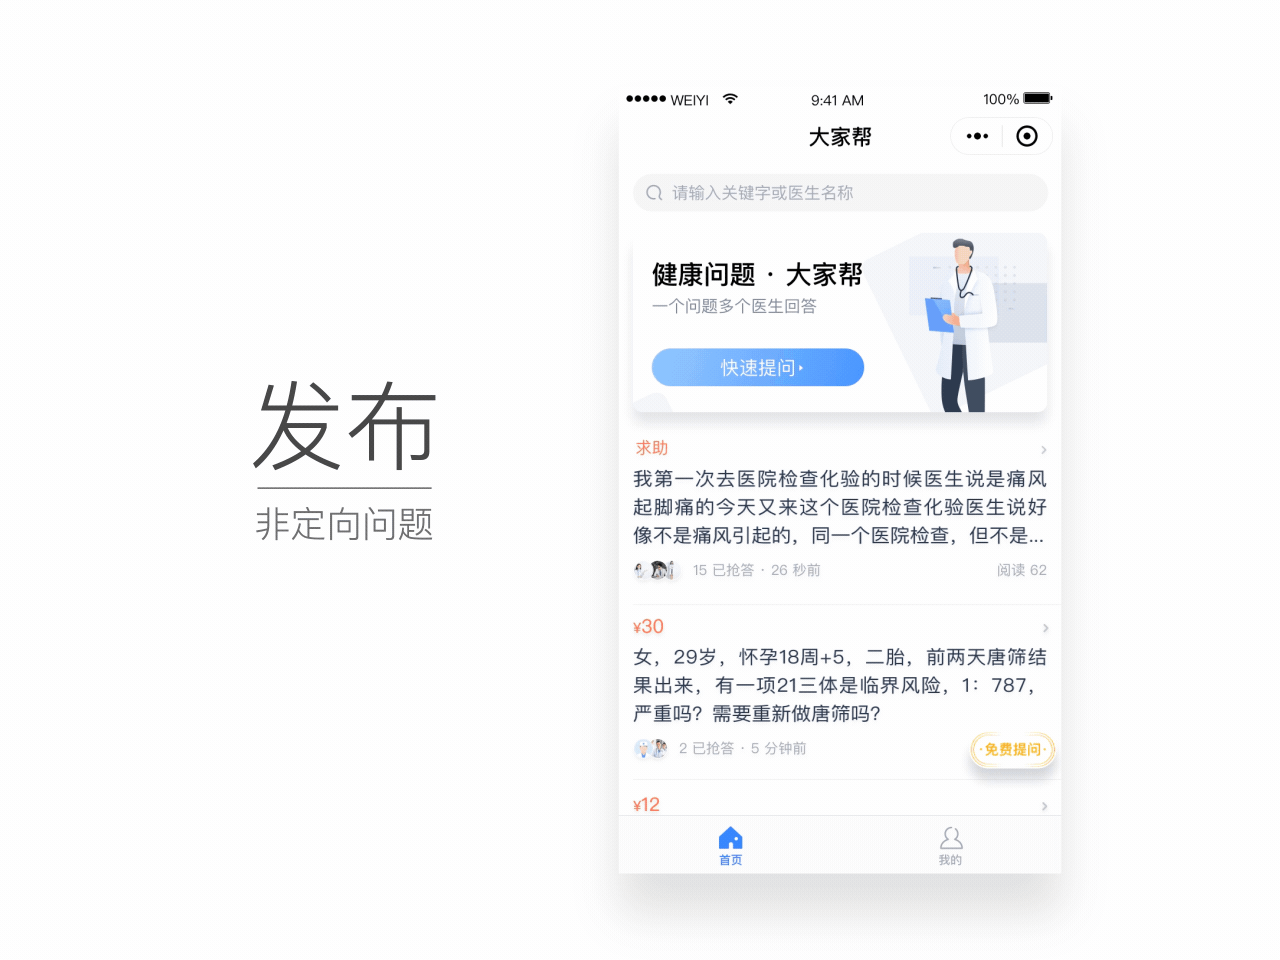 发布
非定向问题
WEIYI
9:41 AM
100%
大家帮
请输入关键字或医生名称
健康问题 · 大家帮
一个问题多个医生回答
快速提问
求助
我第一次去医院检查化验的时候医生说是痛风
起脚痛的今天又来这个医院检查化验医生说好
像不是痛风引起的，同一个医院检查，但不是...
15 已抢答 · 26 秒前
阅读 62
¥30
女，29岁，怀孕18周+5，二胎，前两天唐筛结
果出来，有一项21三体是临界风险，1：787，
严重吗？需要重新做唐筛吗？
2 已抢答 · 5 分钟前
·免费提问·
¥12
首页
我的